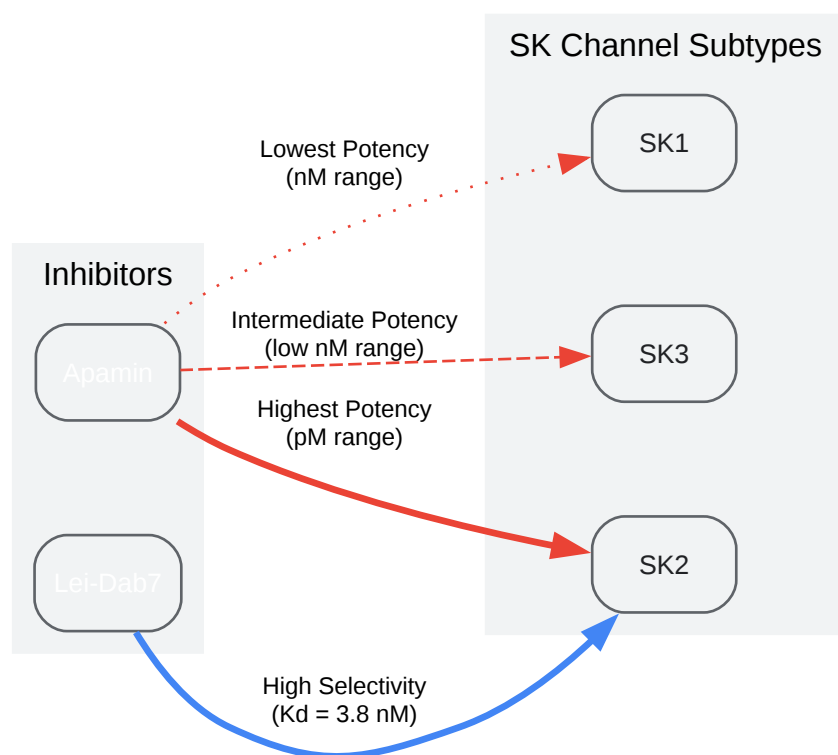 SK Channel Subtypes
SK1
Lowest Potency
(nM range)
Inhibitors
Intermediate Potency
(low nM range)
SK3
Apamin
Highest Potency
(pM range)
SK2
Lei-Dab7
High Selectivity
(Kd = 3.8 nM)